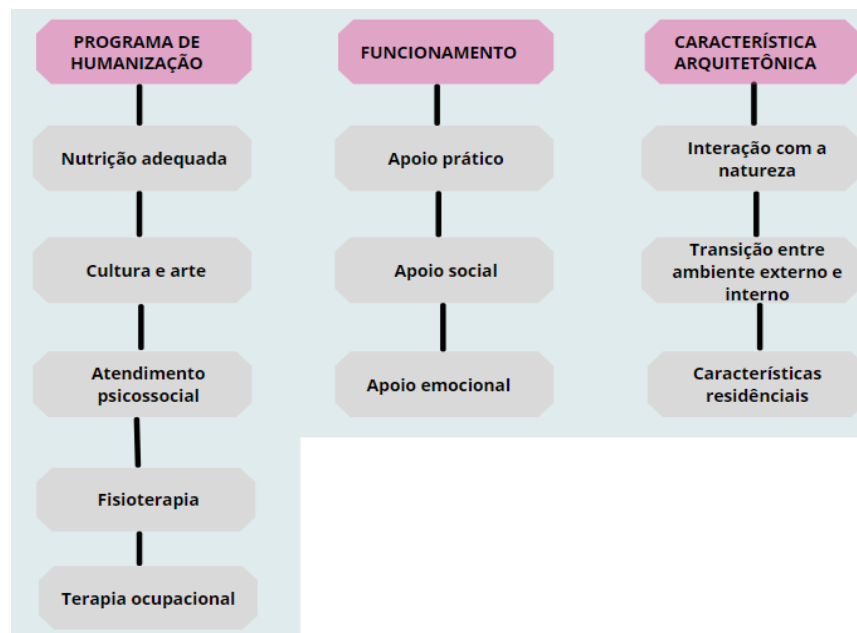 PROGRAMA DE
HUMANIZAÇÃO
Nutrição adequada
Cultura e arte
Atendimento
psicossocial
Fisioterapia
Terapia ocupacional
FUNCIONAMENTO
Apoio prático
Apoio social
Apoio emocional
CARACTERÍSTICA
ARQUITETÔNICA
Interação com a
natureza
Transição entre
ambiente externo e
interno
Características
residênciais